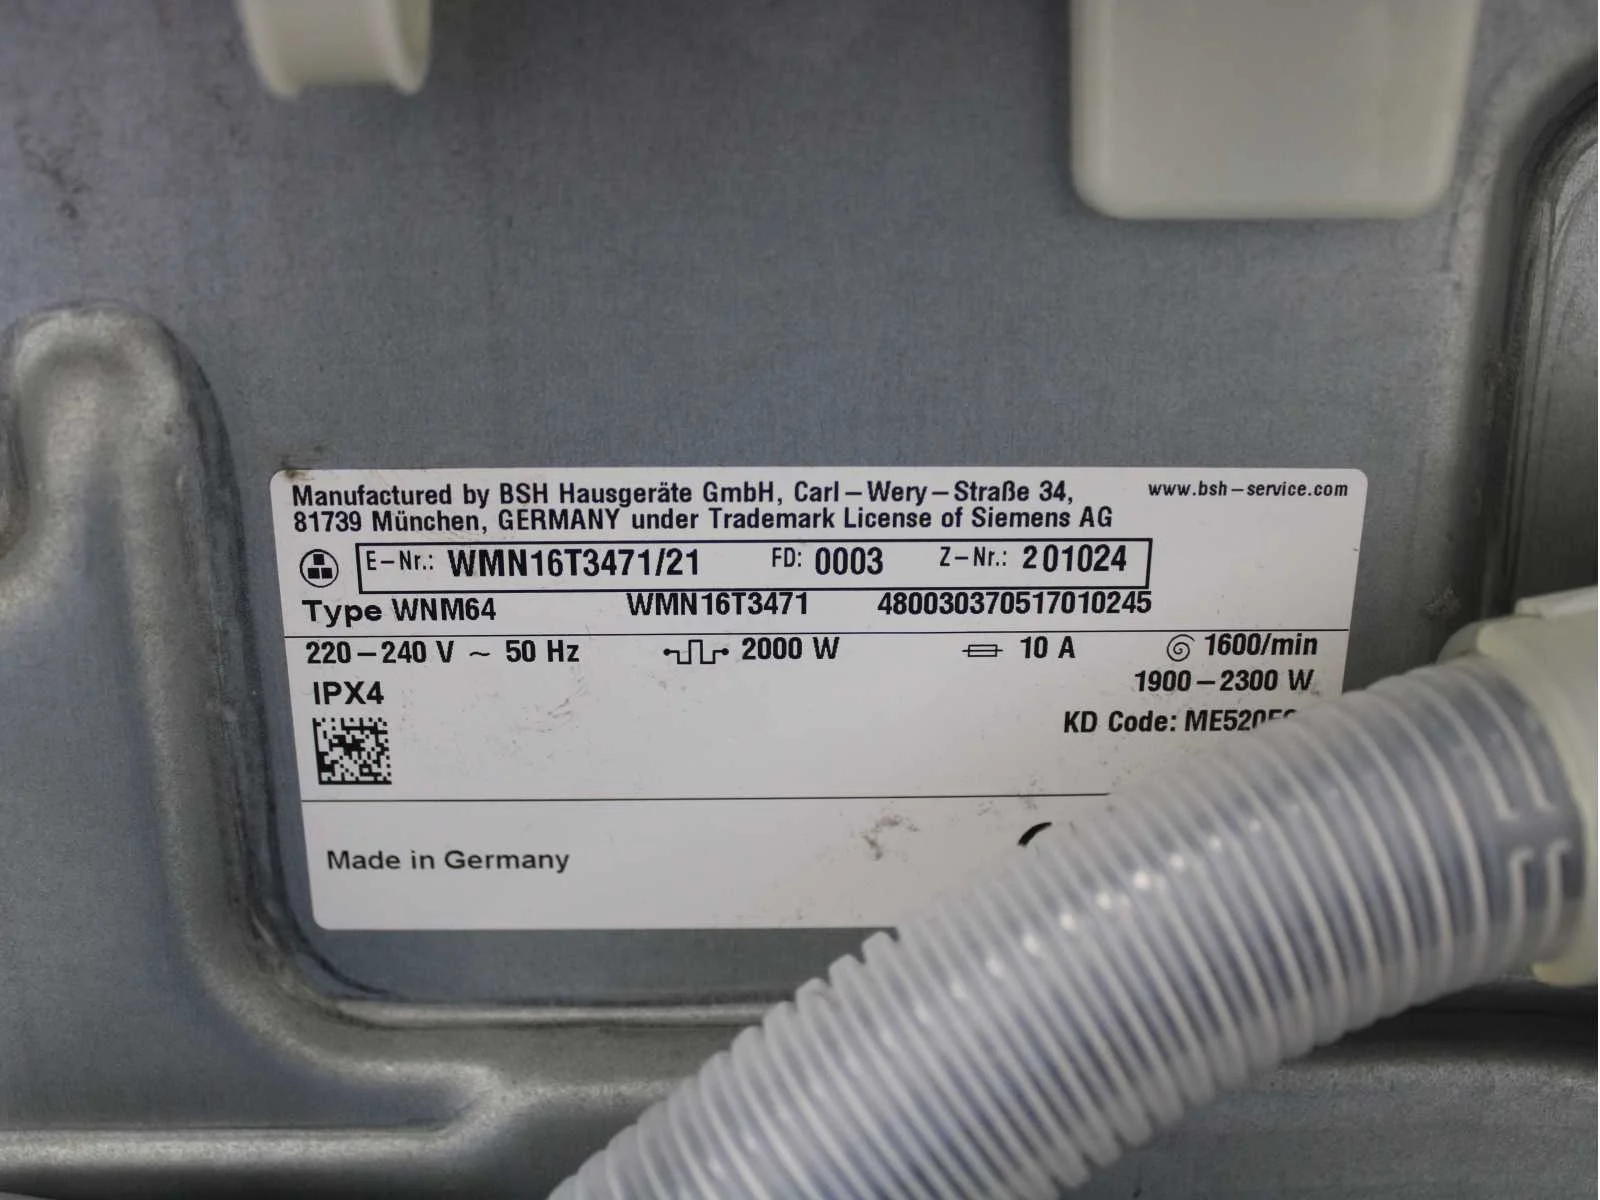 Manufactured by BSH Hausgeräte GmbH, Carl-Wery-Straße 34,
81739 München, GERMANY under Trademark License of Siemens AG
www.bsh-service.com
E-Nr.: WMN16T3471/21 FD: 0003 Z-Nr.: 201024
Type WNM64 WMN16T3471 480030370517010245
220-240 V ~ 50 Hz 2000 W 10 A 1600/min
IPX4 1900-2300 W
KD Code:
Made in Germany